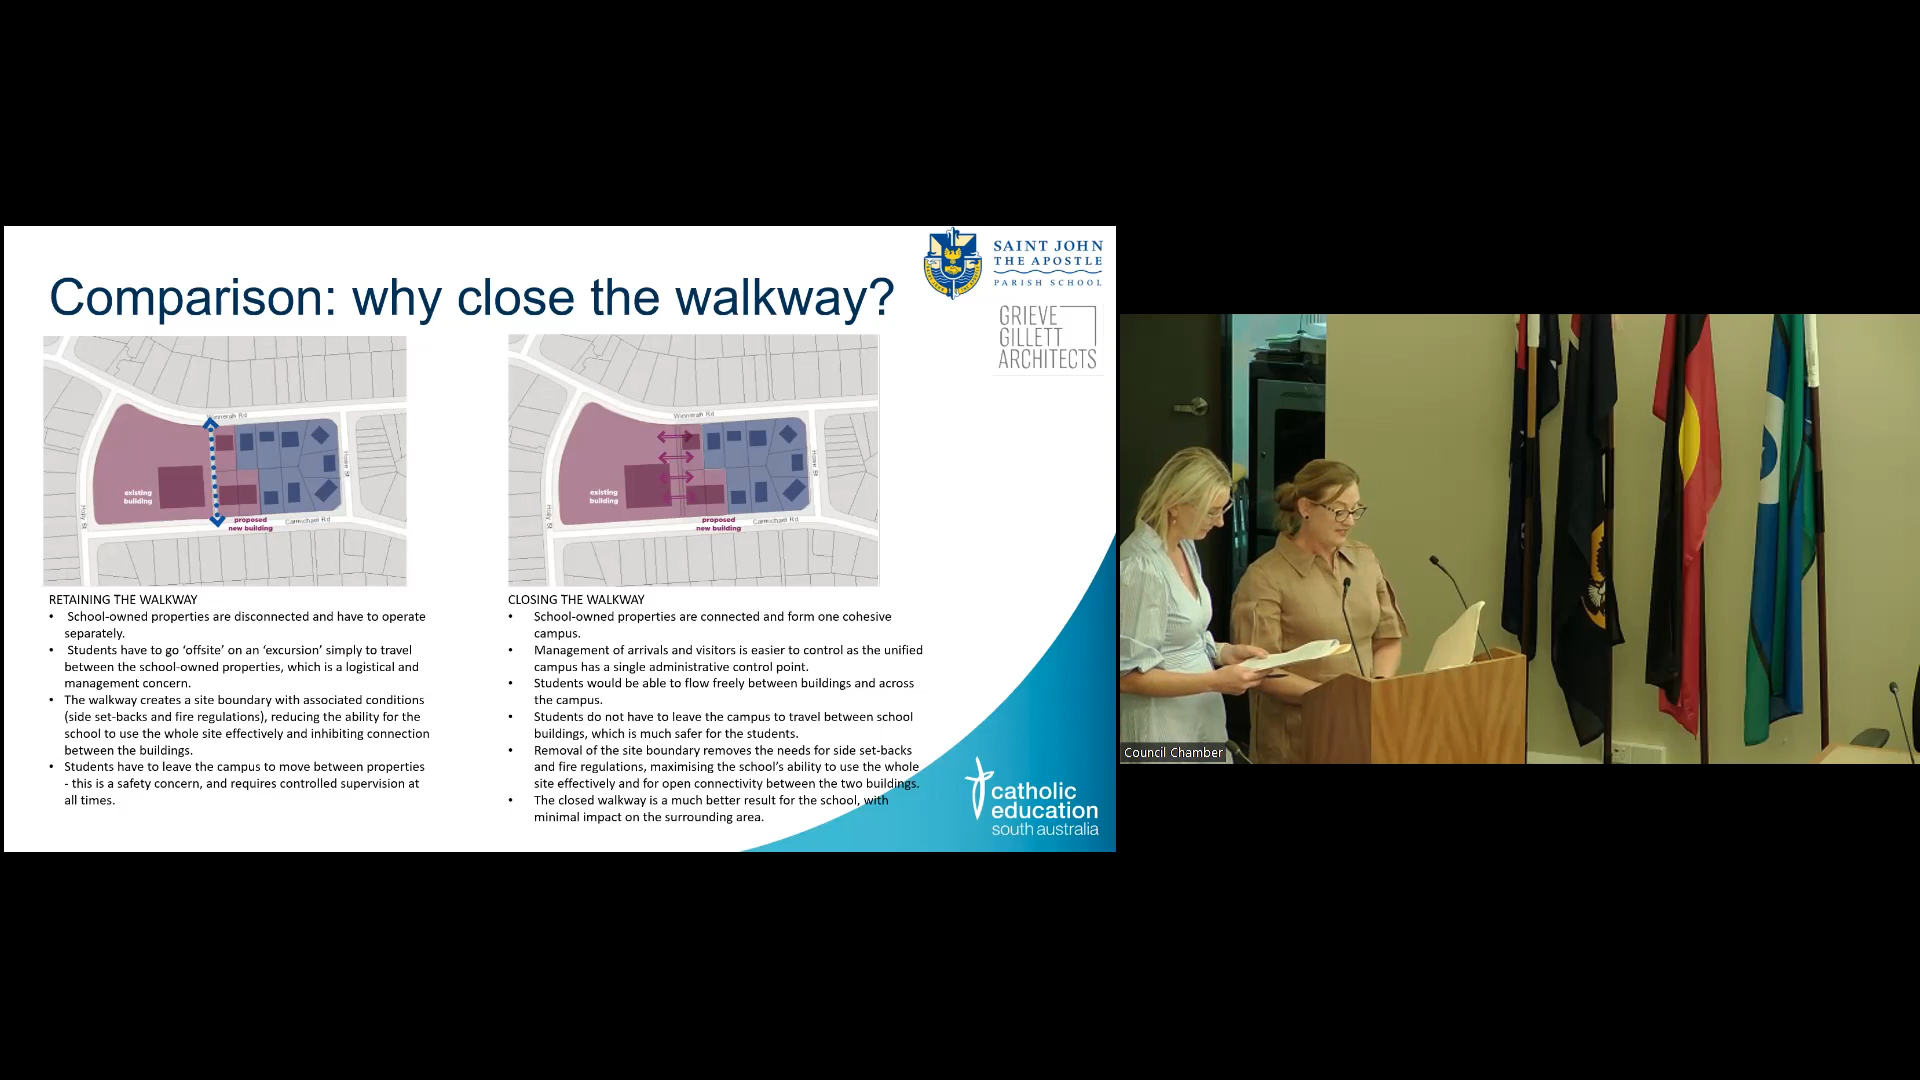 Comparison: why close the walkway?
SAINT JOHN
THE APOSTLE
PARISH SCHOOL
GRIEVE
GILLETT
ARCHITECTS
Winnerah Rd
existing
building
proposed
new building
Carmichael Rd
Holly St
Howe St
Winnerah Rd
existing
building
proposed
new building
Carmichael Rd
Holly St
Howe St
RETAINING THE WALKWAY
• School-owned properties are disconnected and have to operate
separately.
• Students have to go ‘offsite’ on an ‘excursion’ simply to travel
between the school-owned properties, which is a logistical and
management concern.
• The walkway creates a site boundary with associated conditions
(side set-backs and fire regulations), reducing the ability for the
school to use the whole site effectively and inhibiting connection
between the buildings.
• Students have to leave the campus to move between properties
- this is a safety concern, and requires controlled supervision at
all times.
CLOSING THE WALKWAY
• School-owned properties are connected and form one cohesive
campus.
• Management of arrivals and visitors is easier to control as the unified
campus has a single administrative control point.
• Students would be able to flow freely between buildings and across
the campus.
• Students do not have to leave the campus to travel between school
buildings, which is much safer for the students.
• Removal of the site boundary removes the needs for side set-backs
and fire regulations, maximising the school’s ability to use the whole
site effectively and for open connectivity between the two buildings.
• The closed walkway is a much better result for the school, with
minimal impact on the surrounding area.
catholic
education
south australia
Council Chamber